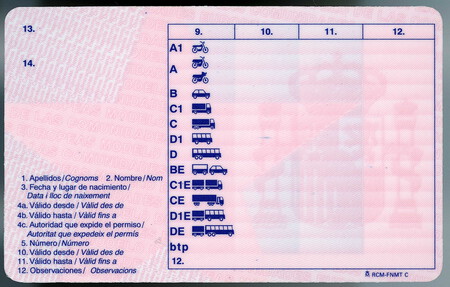 13.
14.
9. 10. 11. 12.
A1
A
B
C1
C
D1
D
BE
C1E
CE
D1E
DE
btp
12.
1. Apellidos / Cognoms 2. Nombre / Nom
3. Fecha y lugar de nacimiento /
Data i lloc de naixement
4a. Válido desde / Vàlid des de
4b. Válido hasta / Vàlid fins a
4c. Autoridad que expide el permiso /
Autoritat que expedeix el permís
5. Número / Número
10. Válido desde / Vàlid des de
11. Válido hasta / Vàlid fins a
12. Observaciones / Observacions
RCM-FNMT C